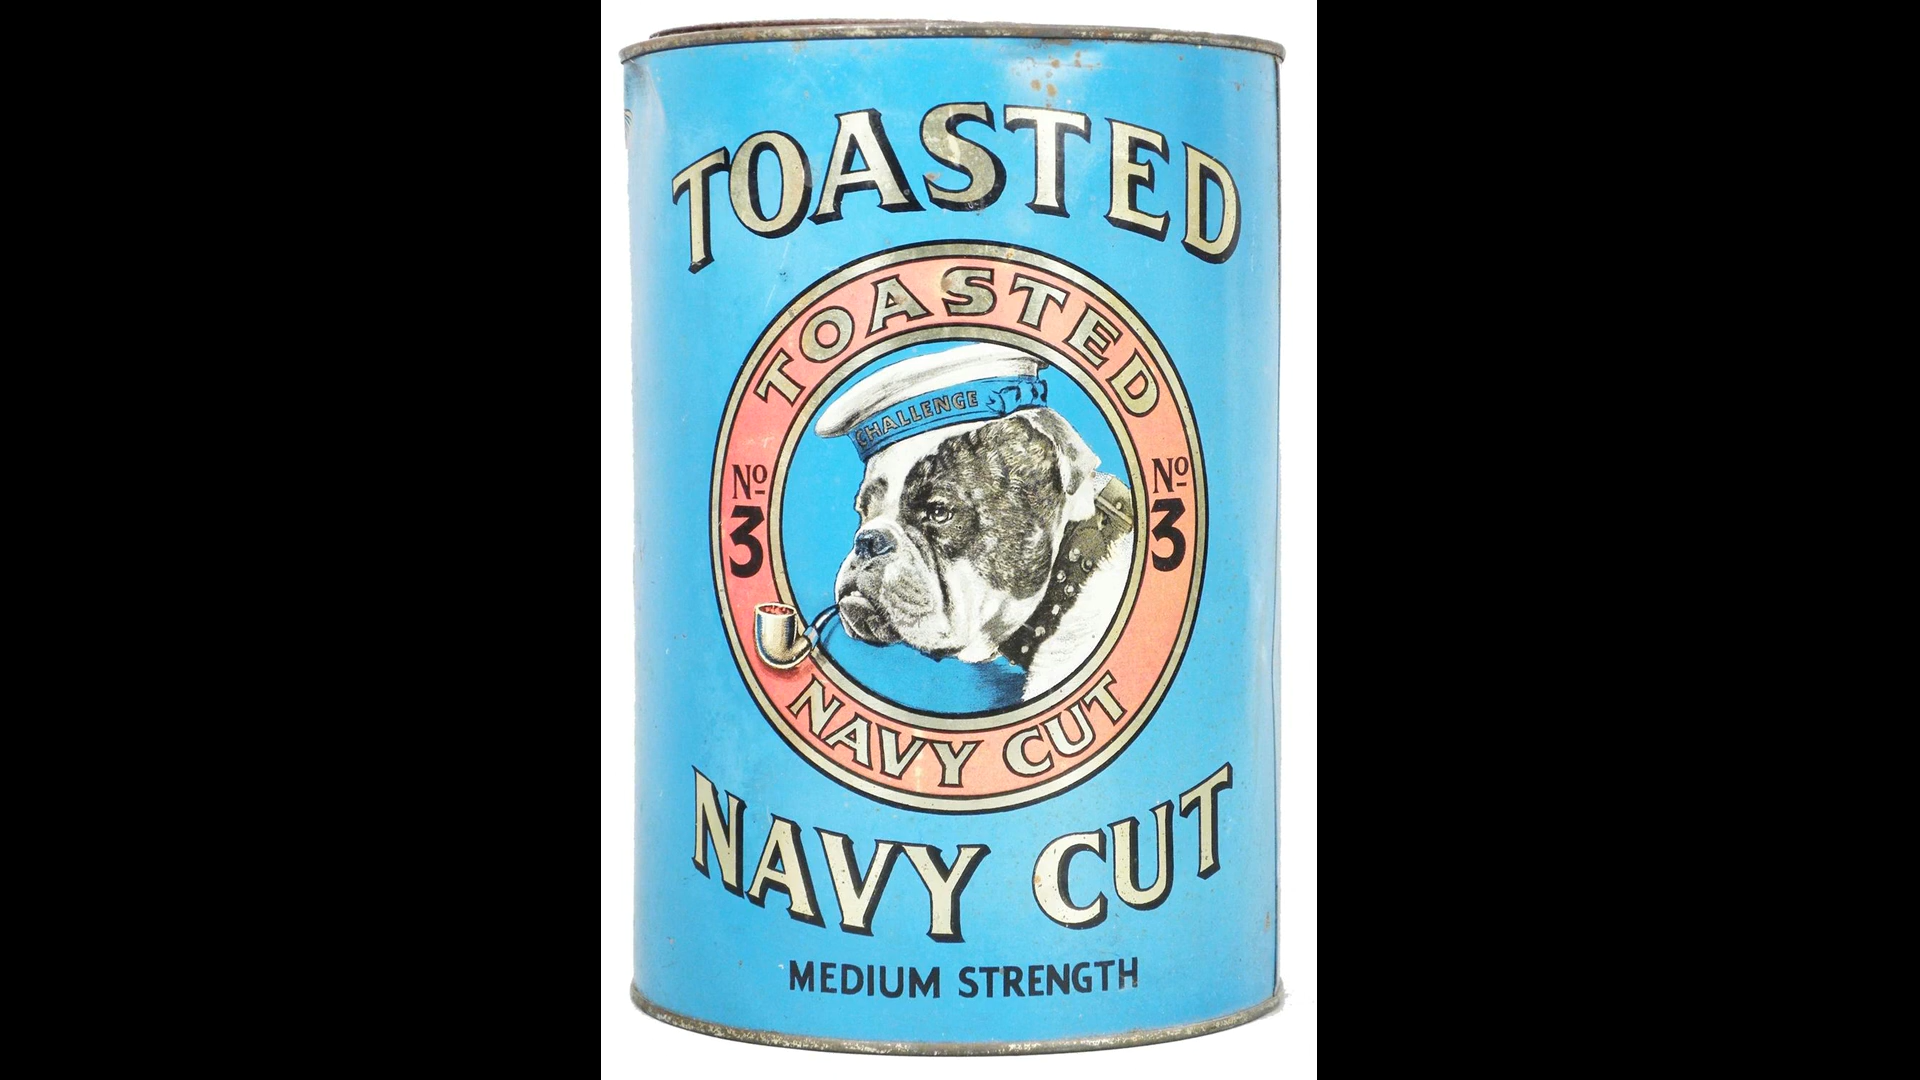 TOASTED
TOASTED
CHALLENGE
Nº 3
Nº 3
NAVY CUT
NAVY CUT
MEDIUM STRENGTH